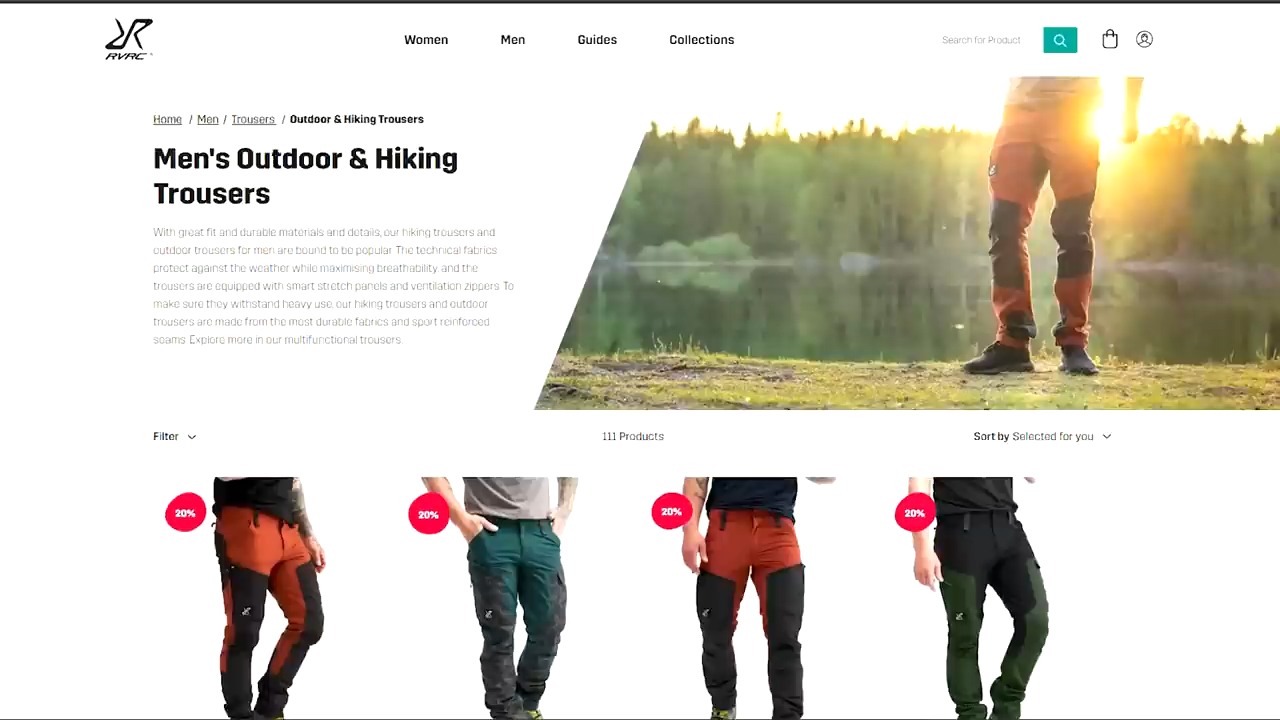 RVRC
Women
Men
Guides
Collections
Search for Product
Home / Men / Trousers / Outdoor & Hiking Trousers
Men's Outdoor & Hiking
Trousers
With great fit and durable materials and details, our hiking trousers and
outdoor trousers for men are bound to be popular. The technical fabrics
protect against the weather while maximising breathability, and the
trousers are equipped with smart stretch panels and ventilation zippers. To
make sure they withstand heavy use, our hiking trousers and outdoor
trousers are made from the most durable fabrics and sport reinforced
seams. Explore more in our multifunctional trousers.
Filter
111 Products
Sort by Selected for you
20%
20%
20%
20%